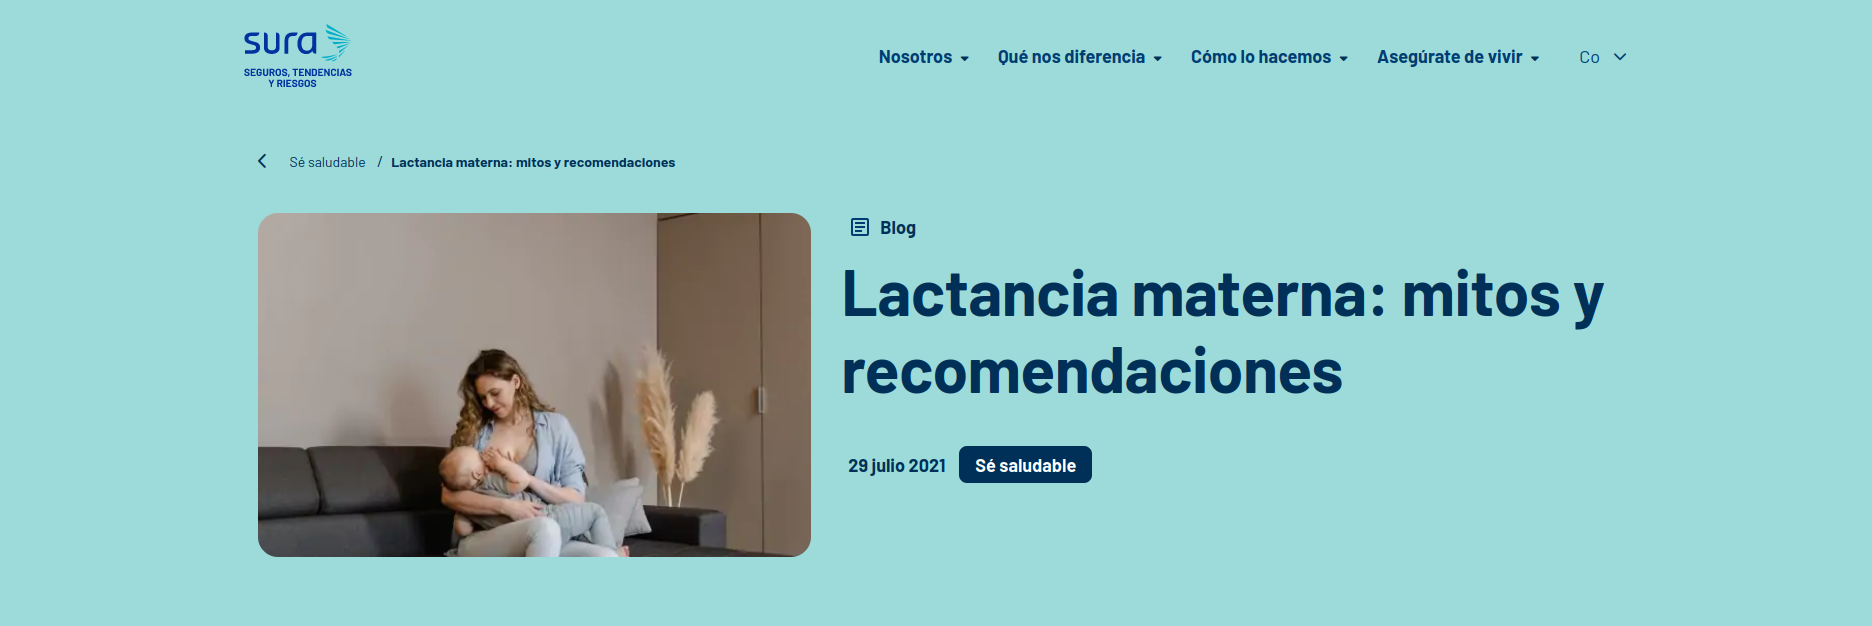 sura
SEGUROS, TENDENCIAS
Y RIESGOS
Nosotros
Qué nos diferencia
Cómo lo hacemos
Asegúrate de vivir
Co
Sé saludable / Lactancia materna: mitos y recomendaciones
Blog
Lactancia materna: mitos y
recomendaciones
29 julio 2021
Sé saludable